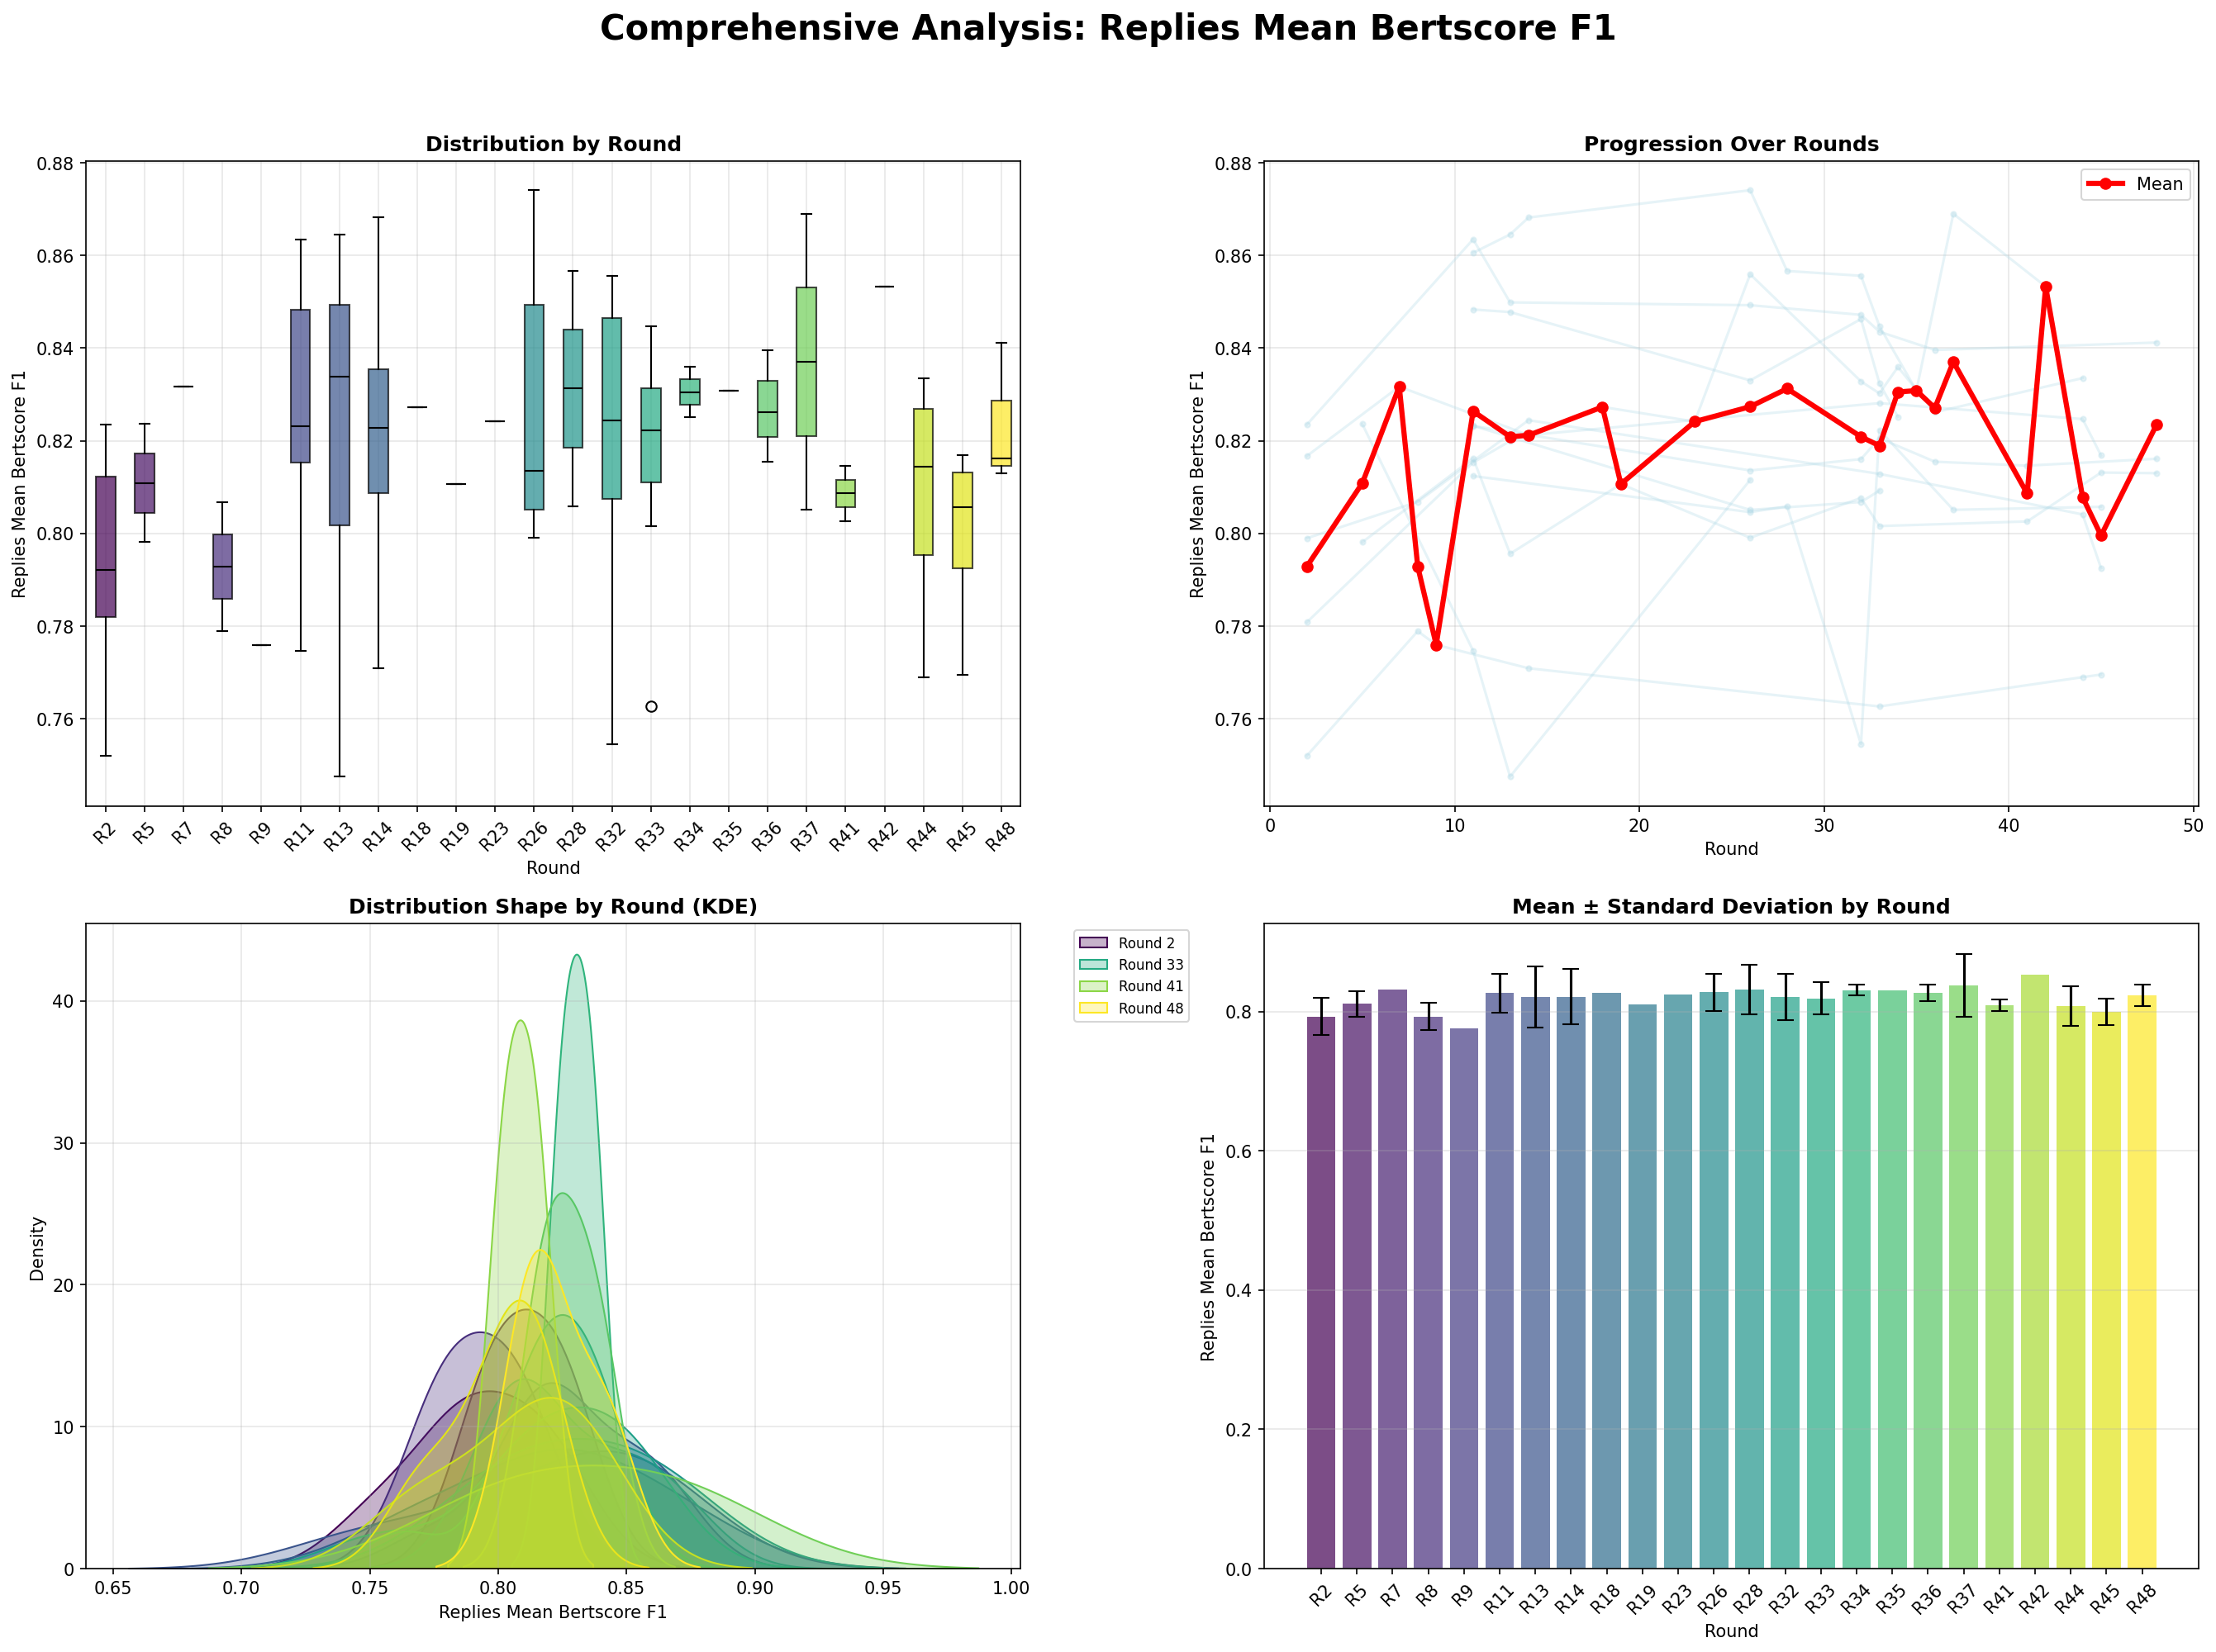 Comprehensive Analysis: Replies Mean Bertscore F1
Distribution by Round
Replies Mean Bertscore F1
0.88
0.86
0.84
0.82
0.80
0.78
0.76
R2 R5 R7 R8 R9 R11 R13 R14 R18 R19 R23 R26 R28 R32 R33 R34 R35 R36 R37 R41 R42 R44 R45 R48
Round
Progression Over Rounds
Mean
Replies Mean Bertscore F1
0.88
0.86
0.84
0.82
0.80
0.78
0.76
0 10 20 30 40 50
Round
Distribution Shape by Round (KDE)
Round 2
Round 33
Round 41
Round 48
Density
40
30
20
10
0
0.65 0.70 0.75 0.80 0.85 0.90 0.95 1.00
Replies Mean Bertscore F1
Mean ± Standard Deviation by Round
Replies Mean Bertscore F1
0.8
0.6
0.4
0.2
0.0
R2 R5 R7 R8 R9 R11 R13 R14 R18 R19 R23 R26 R28 R32 R33 R34 R35 R36 R37 R41 R42 R44 R45 R48
Round